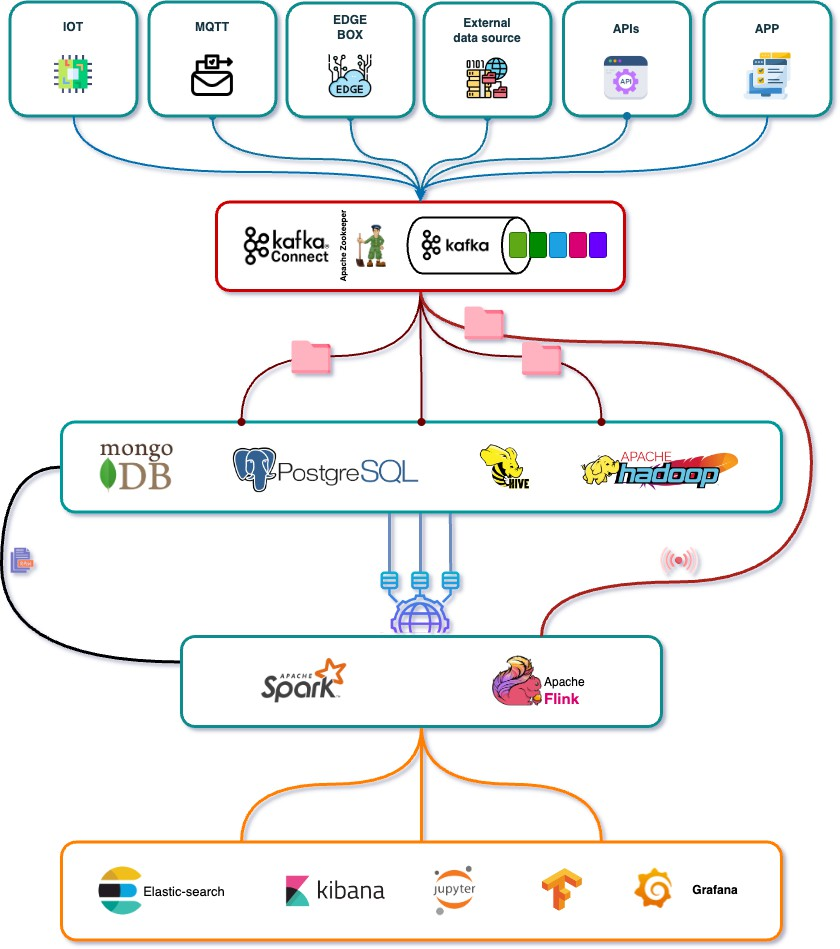 IOT
MQTT
EDGE
BOX
External
data source
APIs
APP
EDGE
API
kafka
Connect
Apache Zookeeper
kafka
mongo
DB
PostgreSQL
HIVE
APACHE
hadoop
APACHE
Spark
Apache
Flink
Elastic-search
kibana
jupyter
Grafana